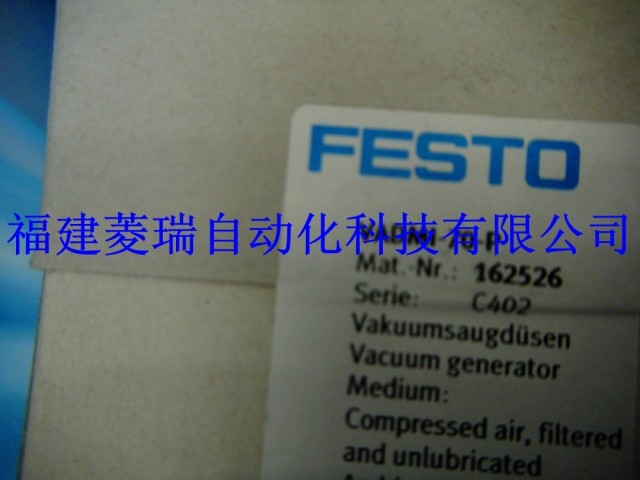 FESTO
福建菱瑞自动化科技有限公司
Mat.-Nr.: 162526
Serie: C402
Vakuumsaugdüsen
Vacuum generator
Medium:
Compressed air, filtered
and unlubricated